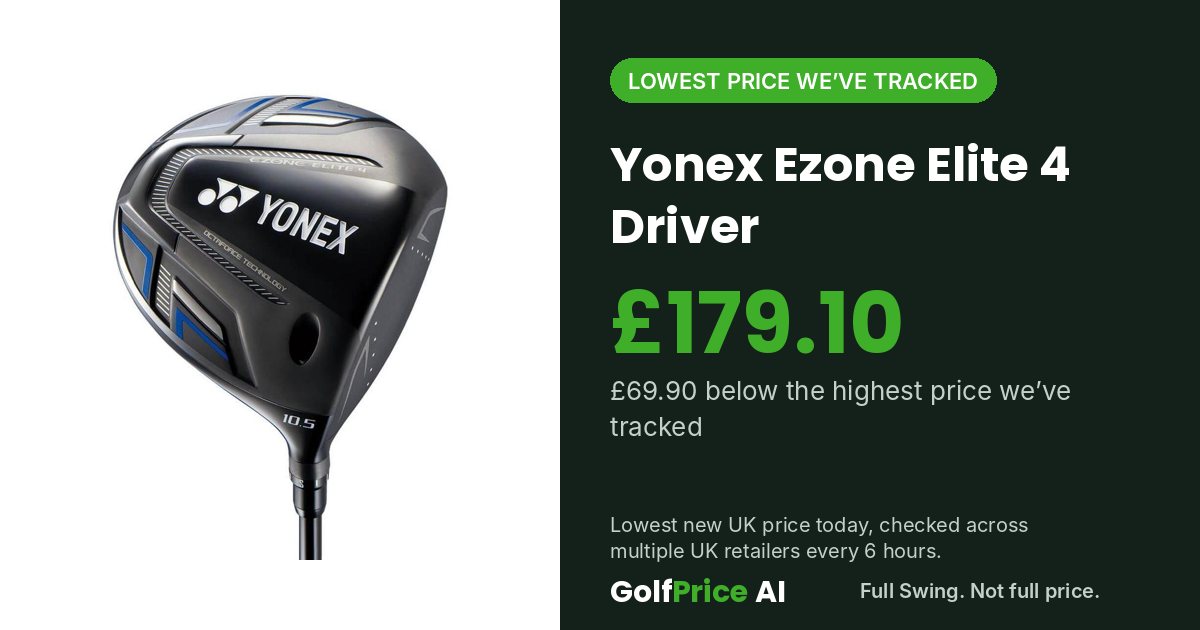 EZONE ELITE 4
YONEX
OCTAFORCE TECHNOLOGY
10.5
LOWEST PRICE WE’VE TRACKED
Yonex Ezone Elite 4
Driver
£179.10
£69.90 below the highest price we’ve
tracked
Lowest new UK price today, checked across
multiple UK retailers every 6 hours.
GolfPrice AI
Full Swing. Not full price.